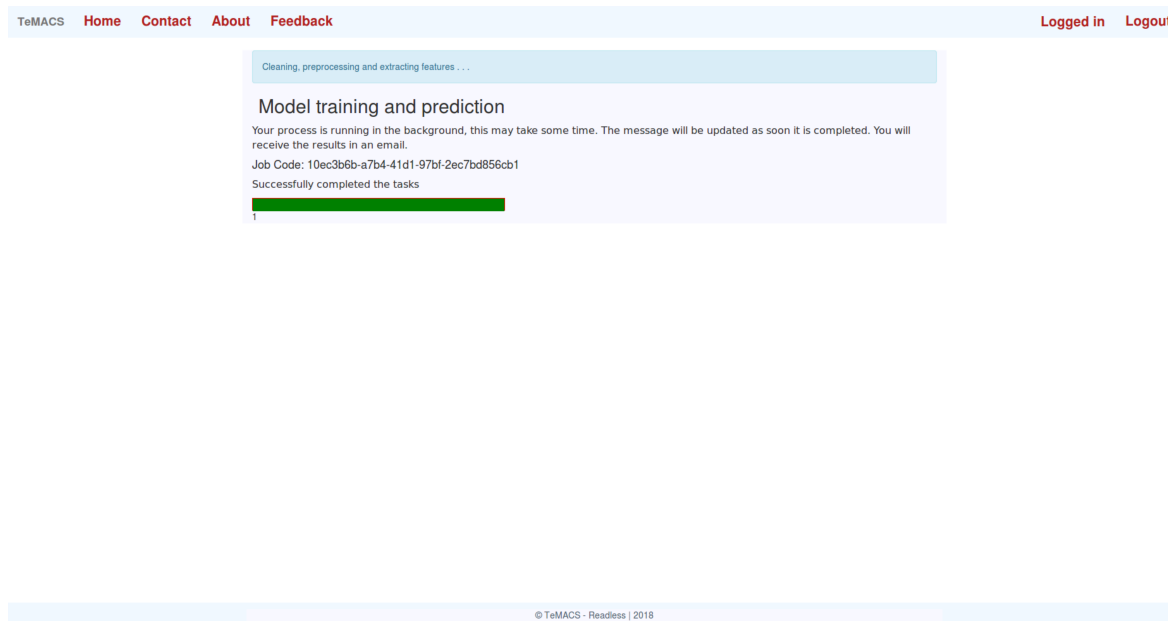 TeMACS Home Contact About Feedback Logged in Logout
Cleaning, preprocessing and extracting features . . .
Model training and prediction
Your process is running in the background, this may take some time. The message will be updated as soon it is completed. You will
receive the results in an email.
Job Code: 10ec3b6b-a7b4-41d1-97bf-2ec7bd856cb1
Successfully completed the tasks
1
© TeMACS - Readless | 2018